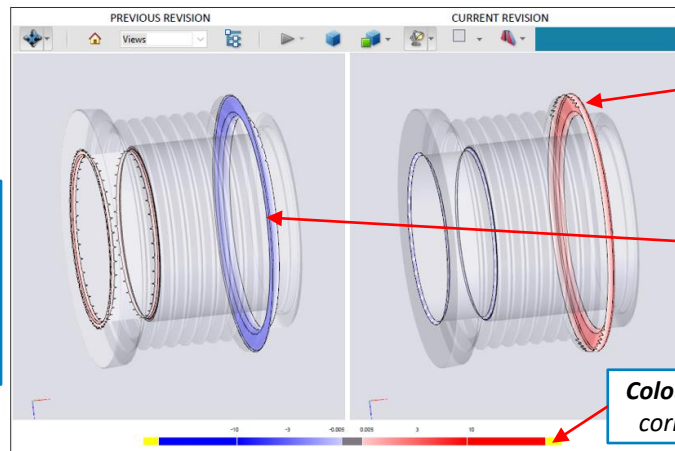 PREVIOUS REVISION
CURRENT REVISION
Views
-10 -3 -0.005 0.005 3 10
Colo
corr